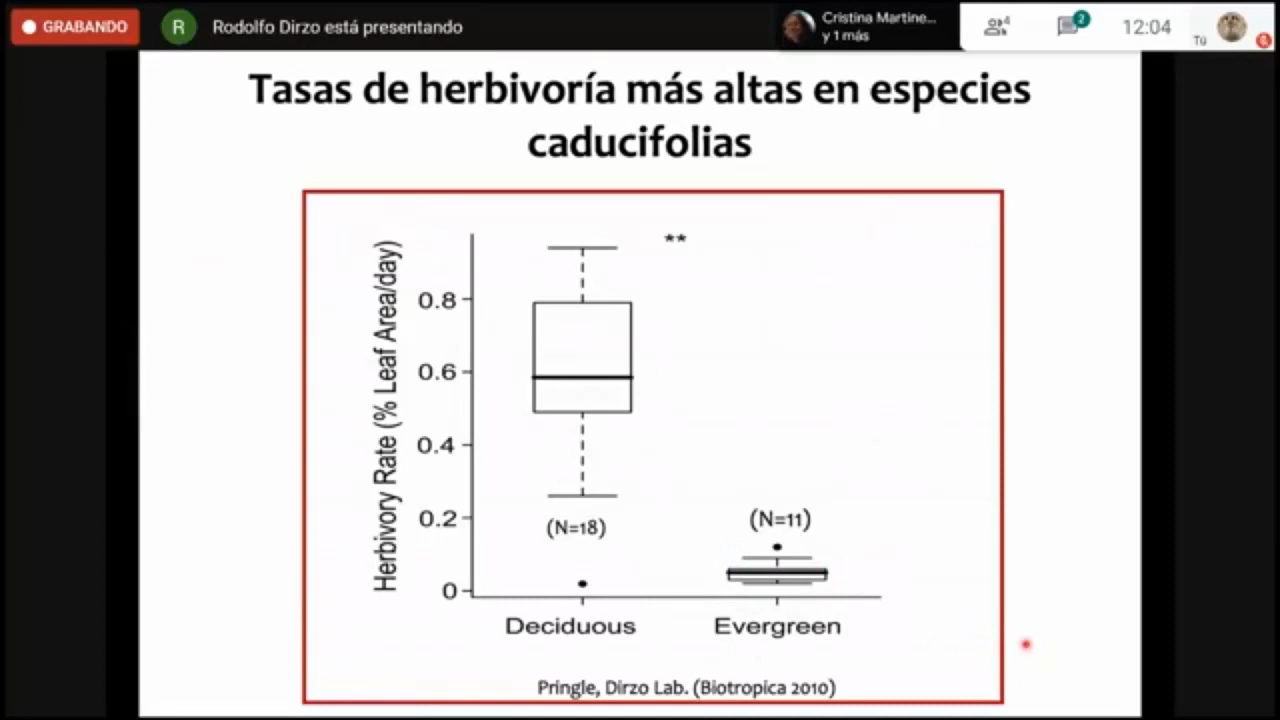 GRABANDO
R
Rodolfo Dirzo está presentando
Cristina Martine...
y 1 más
4
2
12:04
Tú
Tasas de herbivoría más altas en especies
caducifolias
**
Herbivory Rate (% Leaf Area/day)
0.8
0.6
0.4
0.2
0
(N=18)
(N=11)
Deciduous
Evergreen
Pringle, Dirzo Lab. (Biotropica 2010)